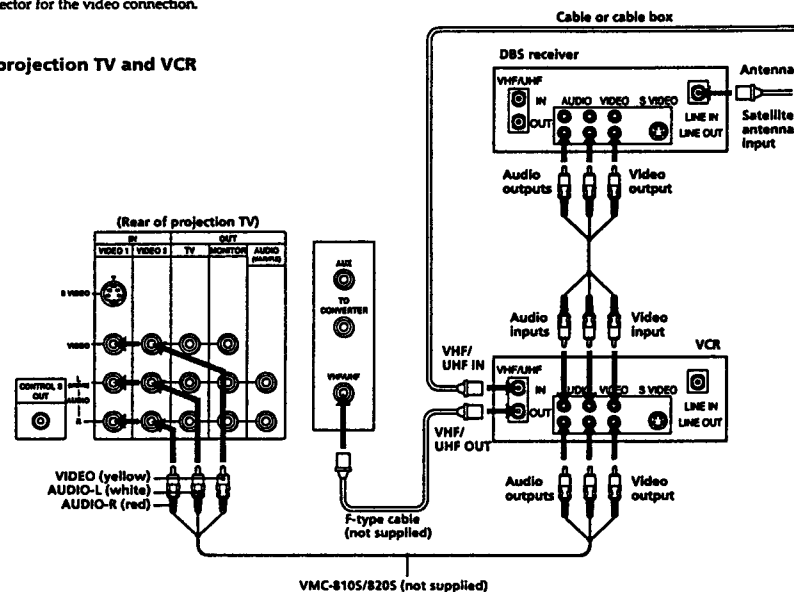 ector for the video connection.
projection TV and VCR
Cable or cable box
DBS receiver
VHF/UHF
IN
OUT
AUDIO VIDEO S VIDEO
LINE IN
LINE OUT
Antenna
Satellite
antenna
input
Audio
outputs
Video
output
(Rear of projection TV)
IN
OUT
VIDEO 1
TV
MONITOR
AUDIO
S VIDEO
VIDEO
AUDIO
L
R
CONTROL S
OUT
AUX
TO
CONVERTER
VHF/UHF
Audio
inputs
Video
input
VCR
VHF/
UHF IN
VHF/UHF
IN
OUT
AUDIO VIDEO S VIDEO
LINE IN
LINE OUT
VHF/
UHF OUT
VIDEO (yellow)
AUDIO-L (white)
AUDIO-R (red)
F-type cable
(not supplied)
Audio
outputs
Video
output
VMC-810S/820S (not supplied)